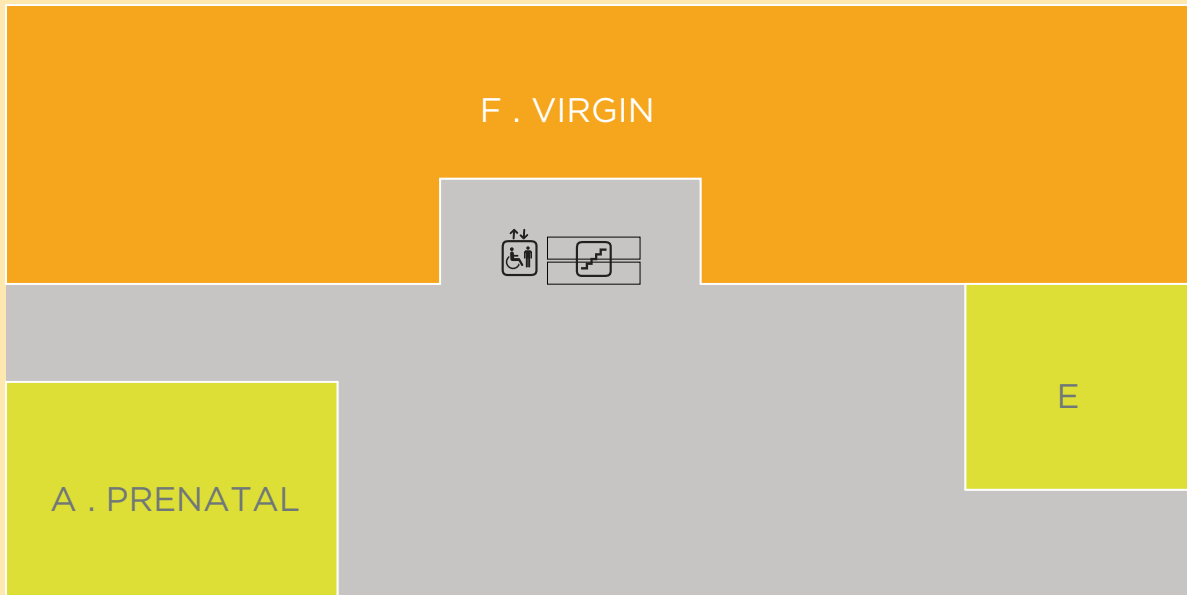 F . VIRGIN
E
A . PRENATAL